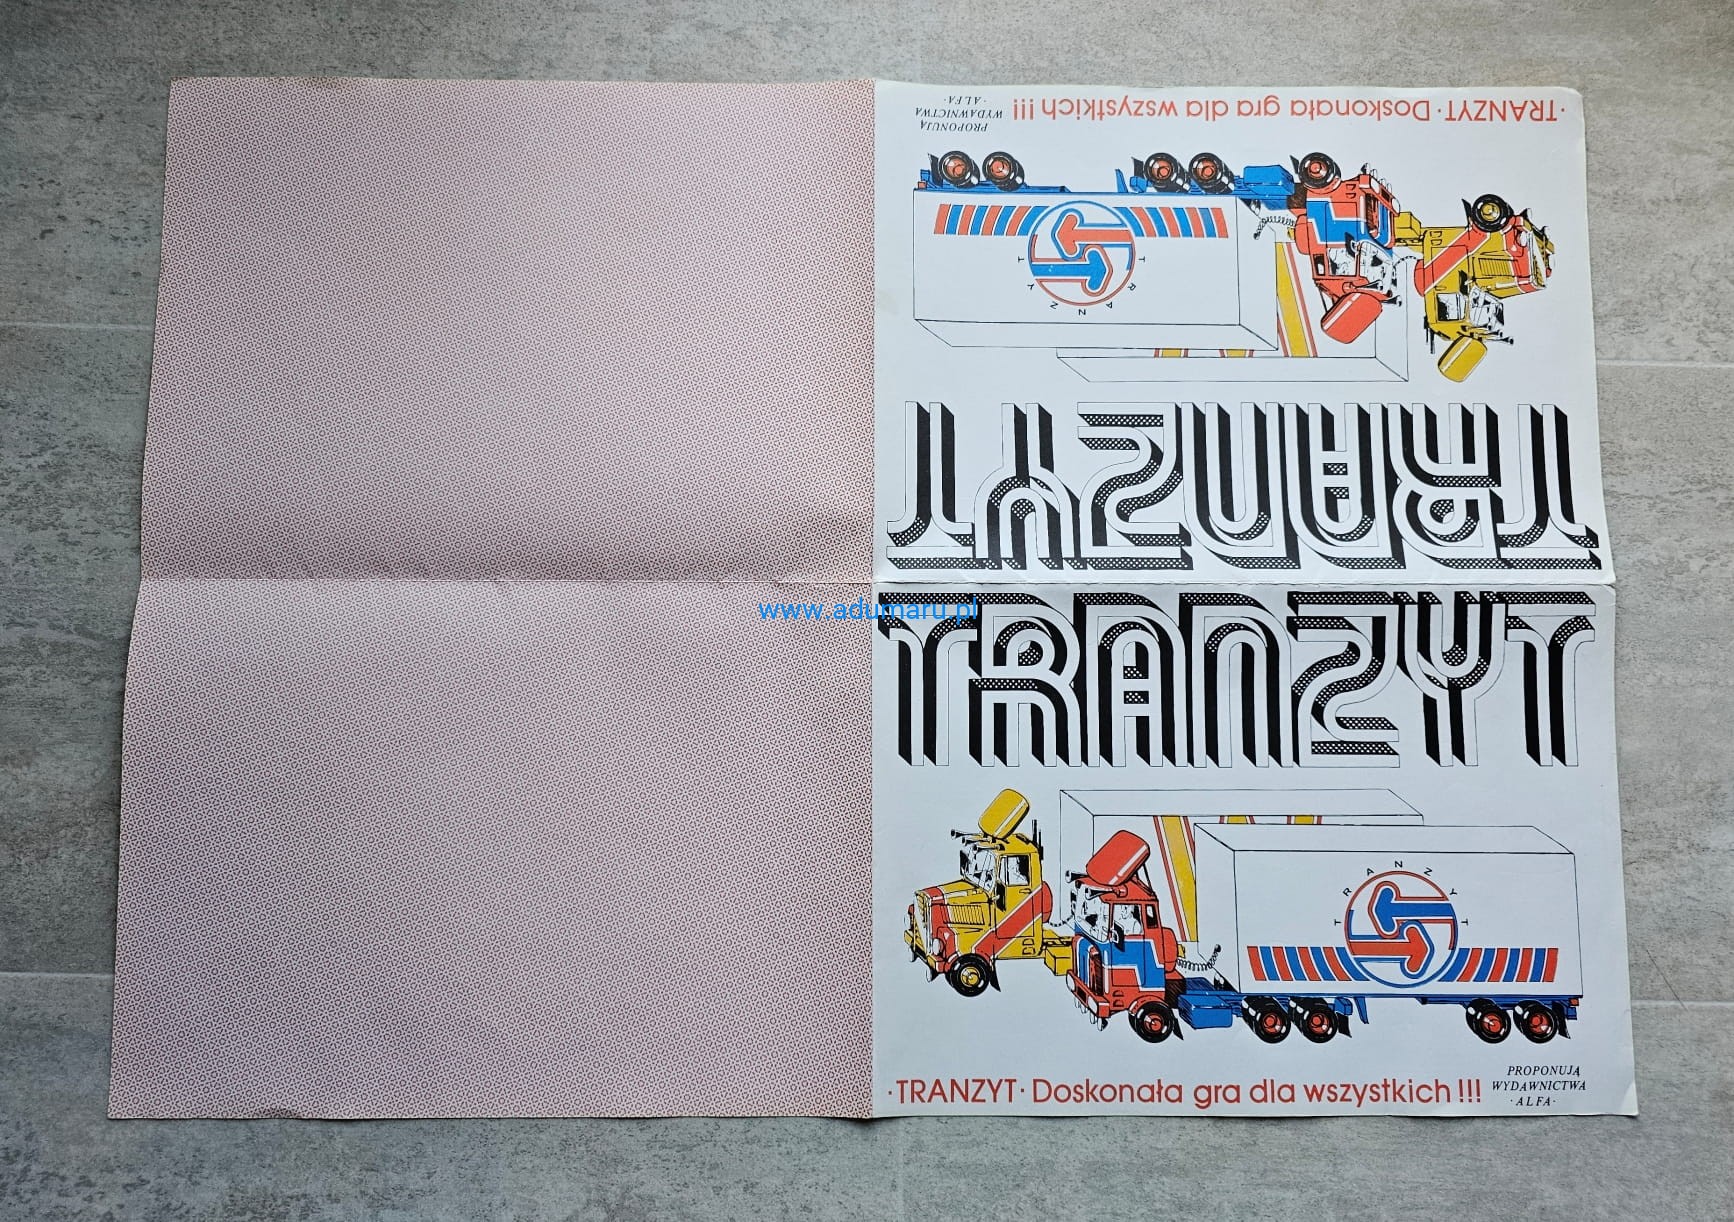 ·TRANZYT· Doskonała gra dla wszystkich !!!
PROPONUJĄ
WYDAWNICTWA
·ALFA·
TRANZYT
TRANZYT
www.adumaru.pl
TRANZYT
TRANZYT
·TRANZYT· Doskonała gra dla wszystkich !!!
PROPONUJĄ
WYDAWNICTWA
·ALFA·